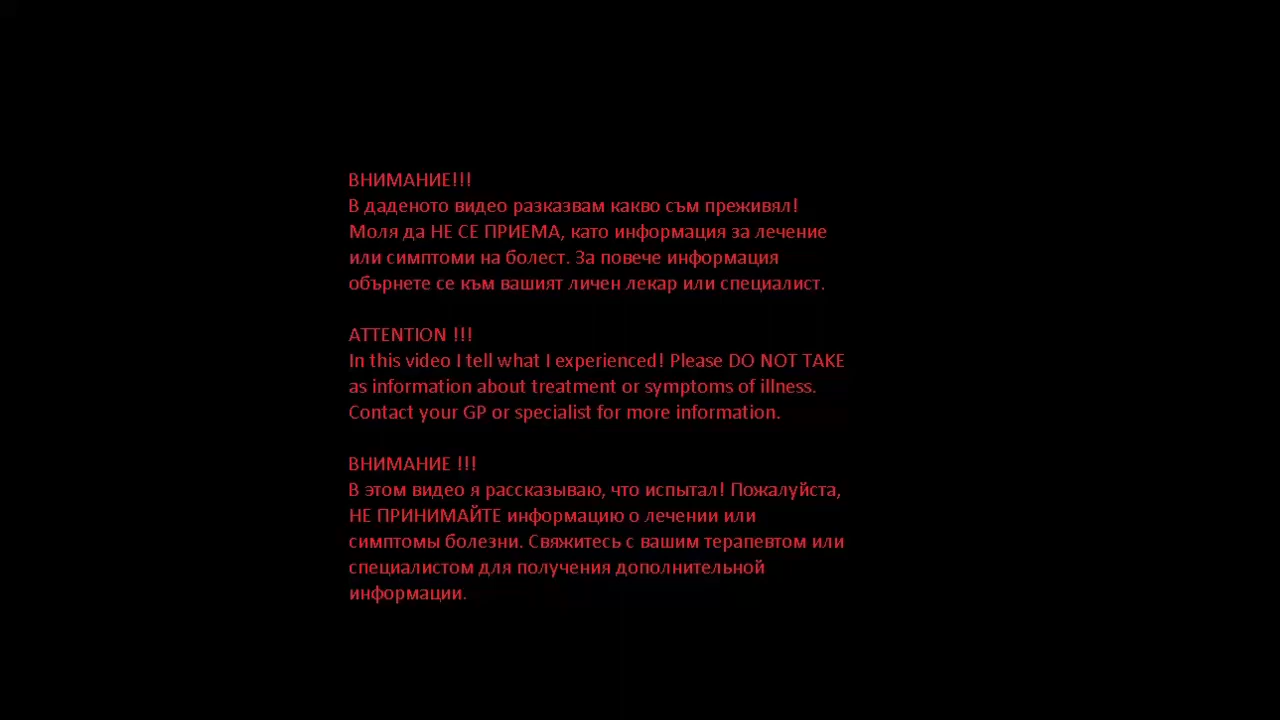 ВНИМАНИЕ!!!
В даденото видео разказвам какво съм преживял!
Моля да НЕ СЕ ПРИЕМА, като информация за лечение
или симптоми на болест. За повече информация
обърнете се към вашият личен лекар или специалист.
ATTENTION !!!
In this video I tell what I experienced! Please DO NOT TAKE
as information about treatment or symptoms of illness.
Contact your GP or specialist for more information.
ВНИМАНИЕ !!!
В этом видео я рассказываю, что испытал! Пожалуйста,
НЕ ПРИНИМАЙТЕ информацию о лечении или
симптомы болезни. Свяжитесь с вашим терапевтом или
специалистом для получения дополнительной
информации.